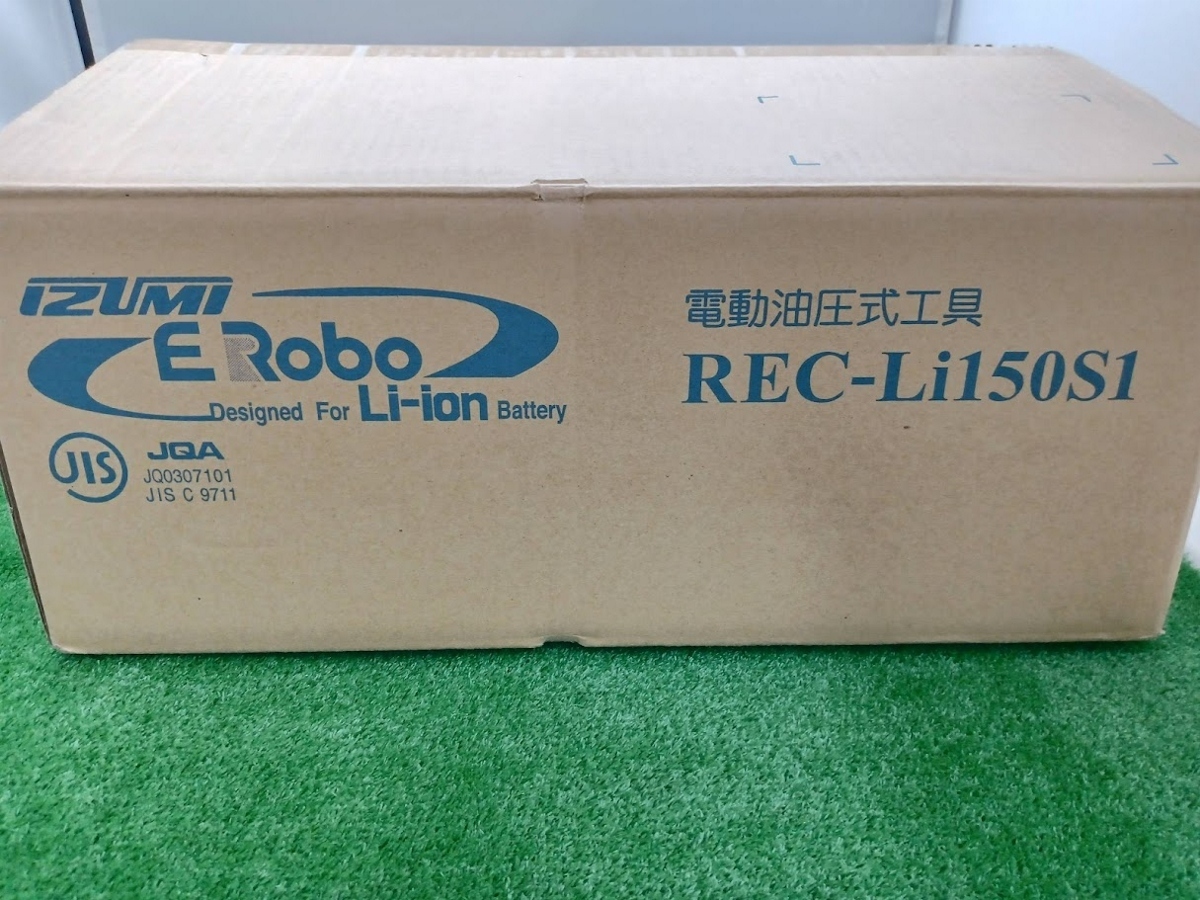 IZUMI
E Robo
Designed For Li-ion Battery
JIS
JQA
JQ0307101
JIS C 9711
電動油圧式工具
REC-Li150S1